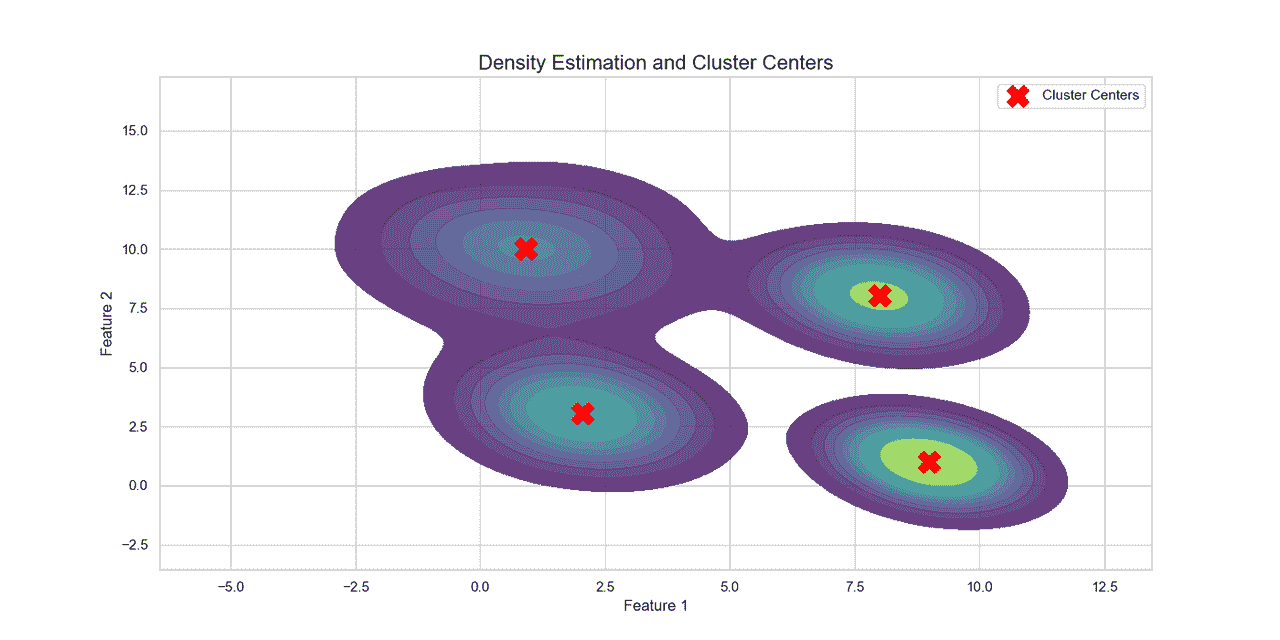 Density Estimation and Cluster Centers
Cluster Centers
15.0
12.5
10.0
7.5
5.0
2.5
0.0
−2.5
Feature 2
−5.0 −2.5 0.0 2.5 5.0 7.5 10.0 12.5
Feature 1